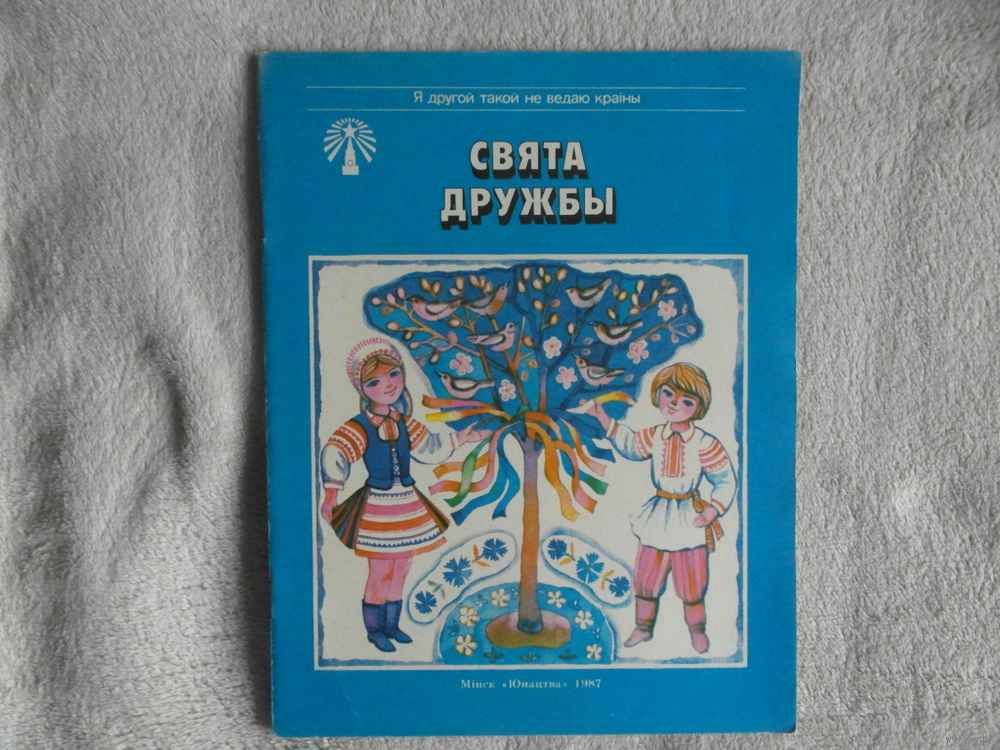 Я другой такой не ведаю краіны
СВЯТА
ДРУЖБЫ
Мінск «Юнацтва» 1987